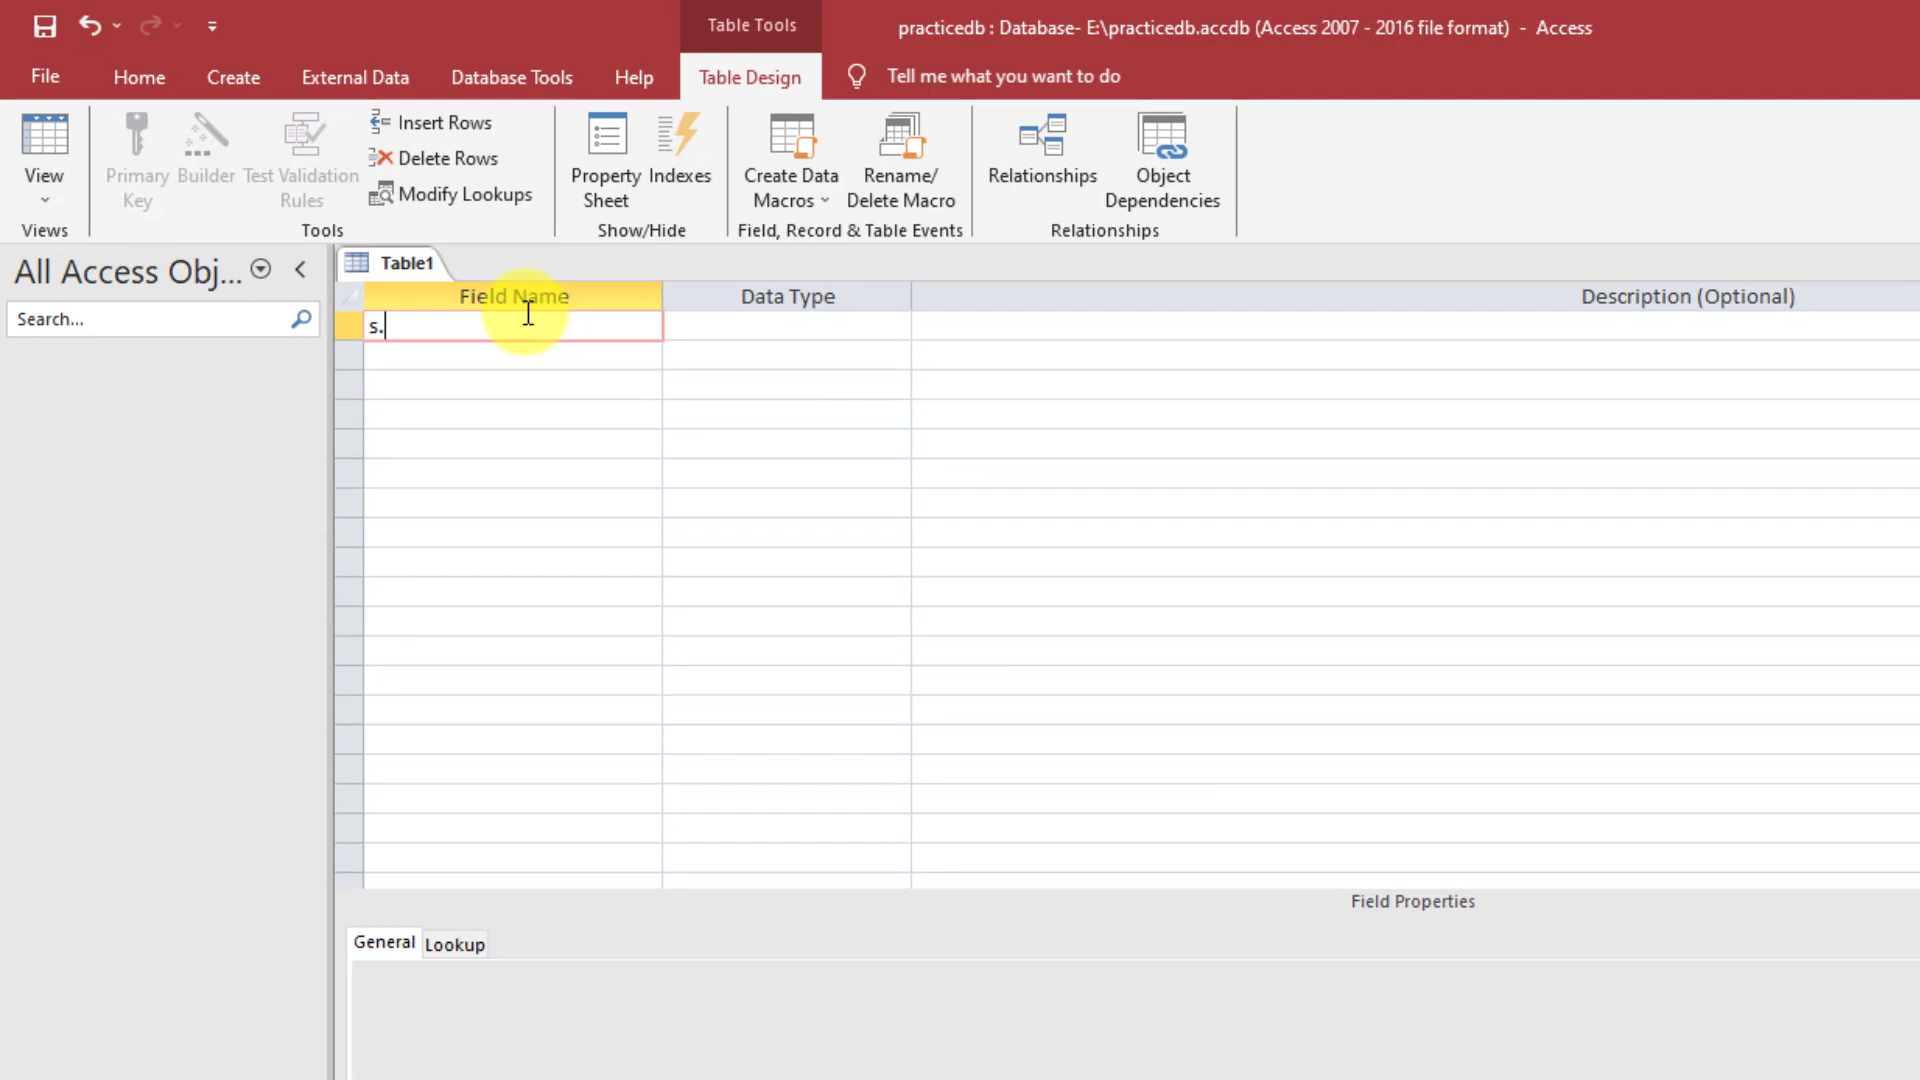 Table Tools
practicedb : Database- E:\practicedb.accdb (Access 2007 - 2016 file format) - Access
File Home Create External Data Database Tools Help Table Design Tell me what you want to do
View
Primary Key
Builder
Test Validation Rules
Insert Rows
Delete Rows
Modify Lookups
Property Sheet
Indexes
Create Data Macros
Rename/ Delete Macro
Relationships
Object Dependencies
Views Tools Show/Hide Field, Record & Table Events Relationships
All Access Obj...
Search...
Table1
Field Name Data Type Description (Optional)
s.
Field Properties
General Lookup